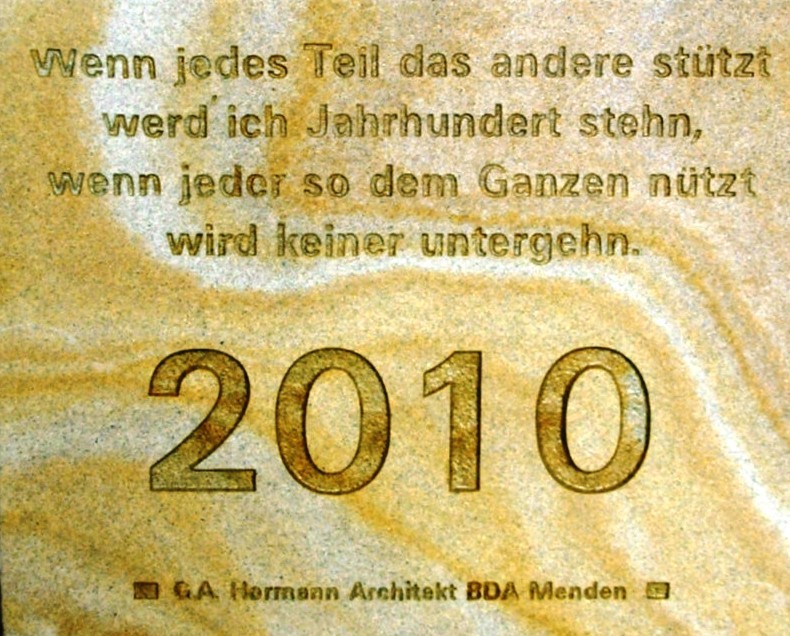 Wenn jedes Teil das andere stützt
werd' ich Jahrhundert stehn,
wenn jeder so dem Ganzen nützt
wird keiner untergehn.
2010
G.A. Hermann Architekt BDA Menden